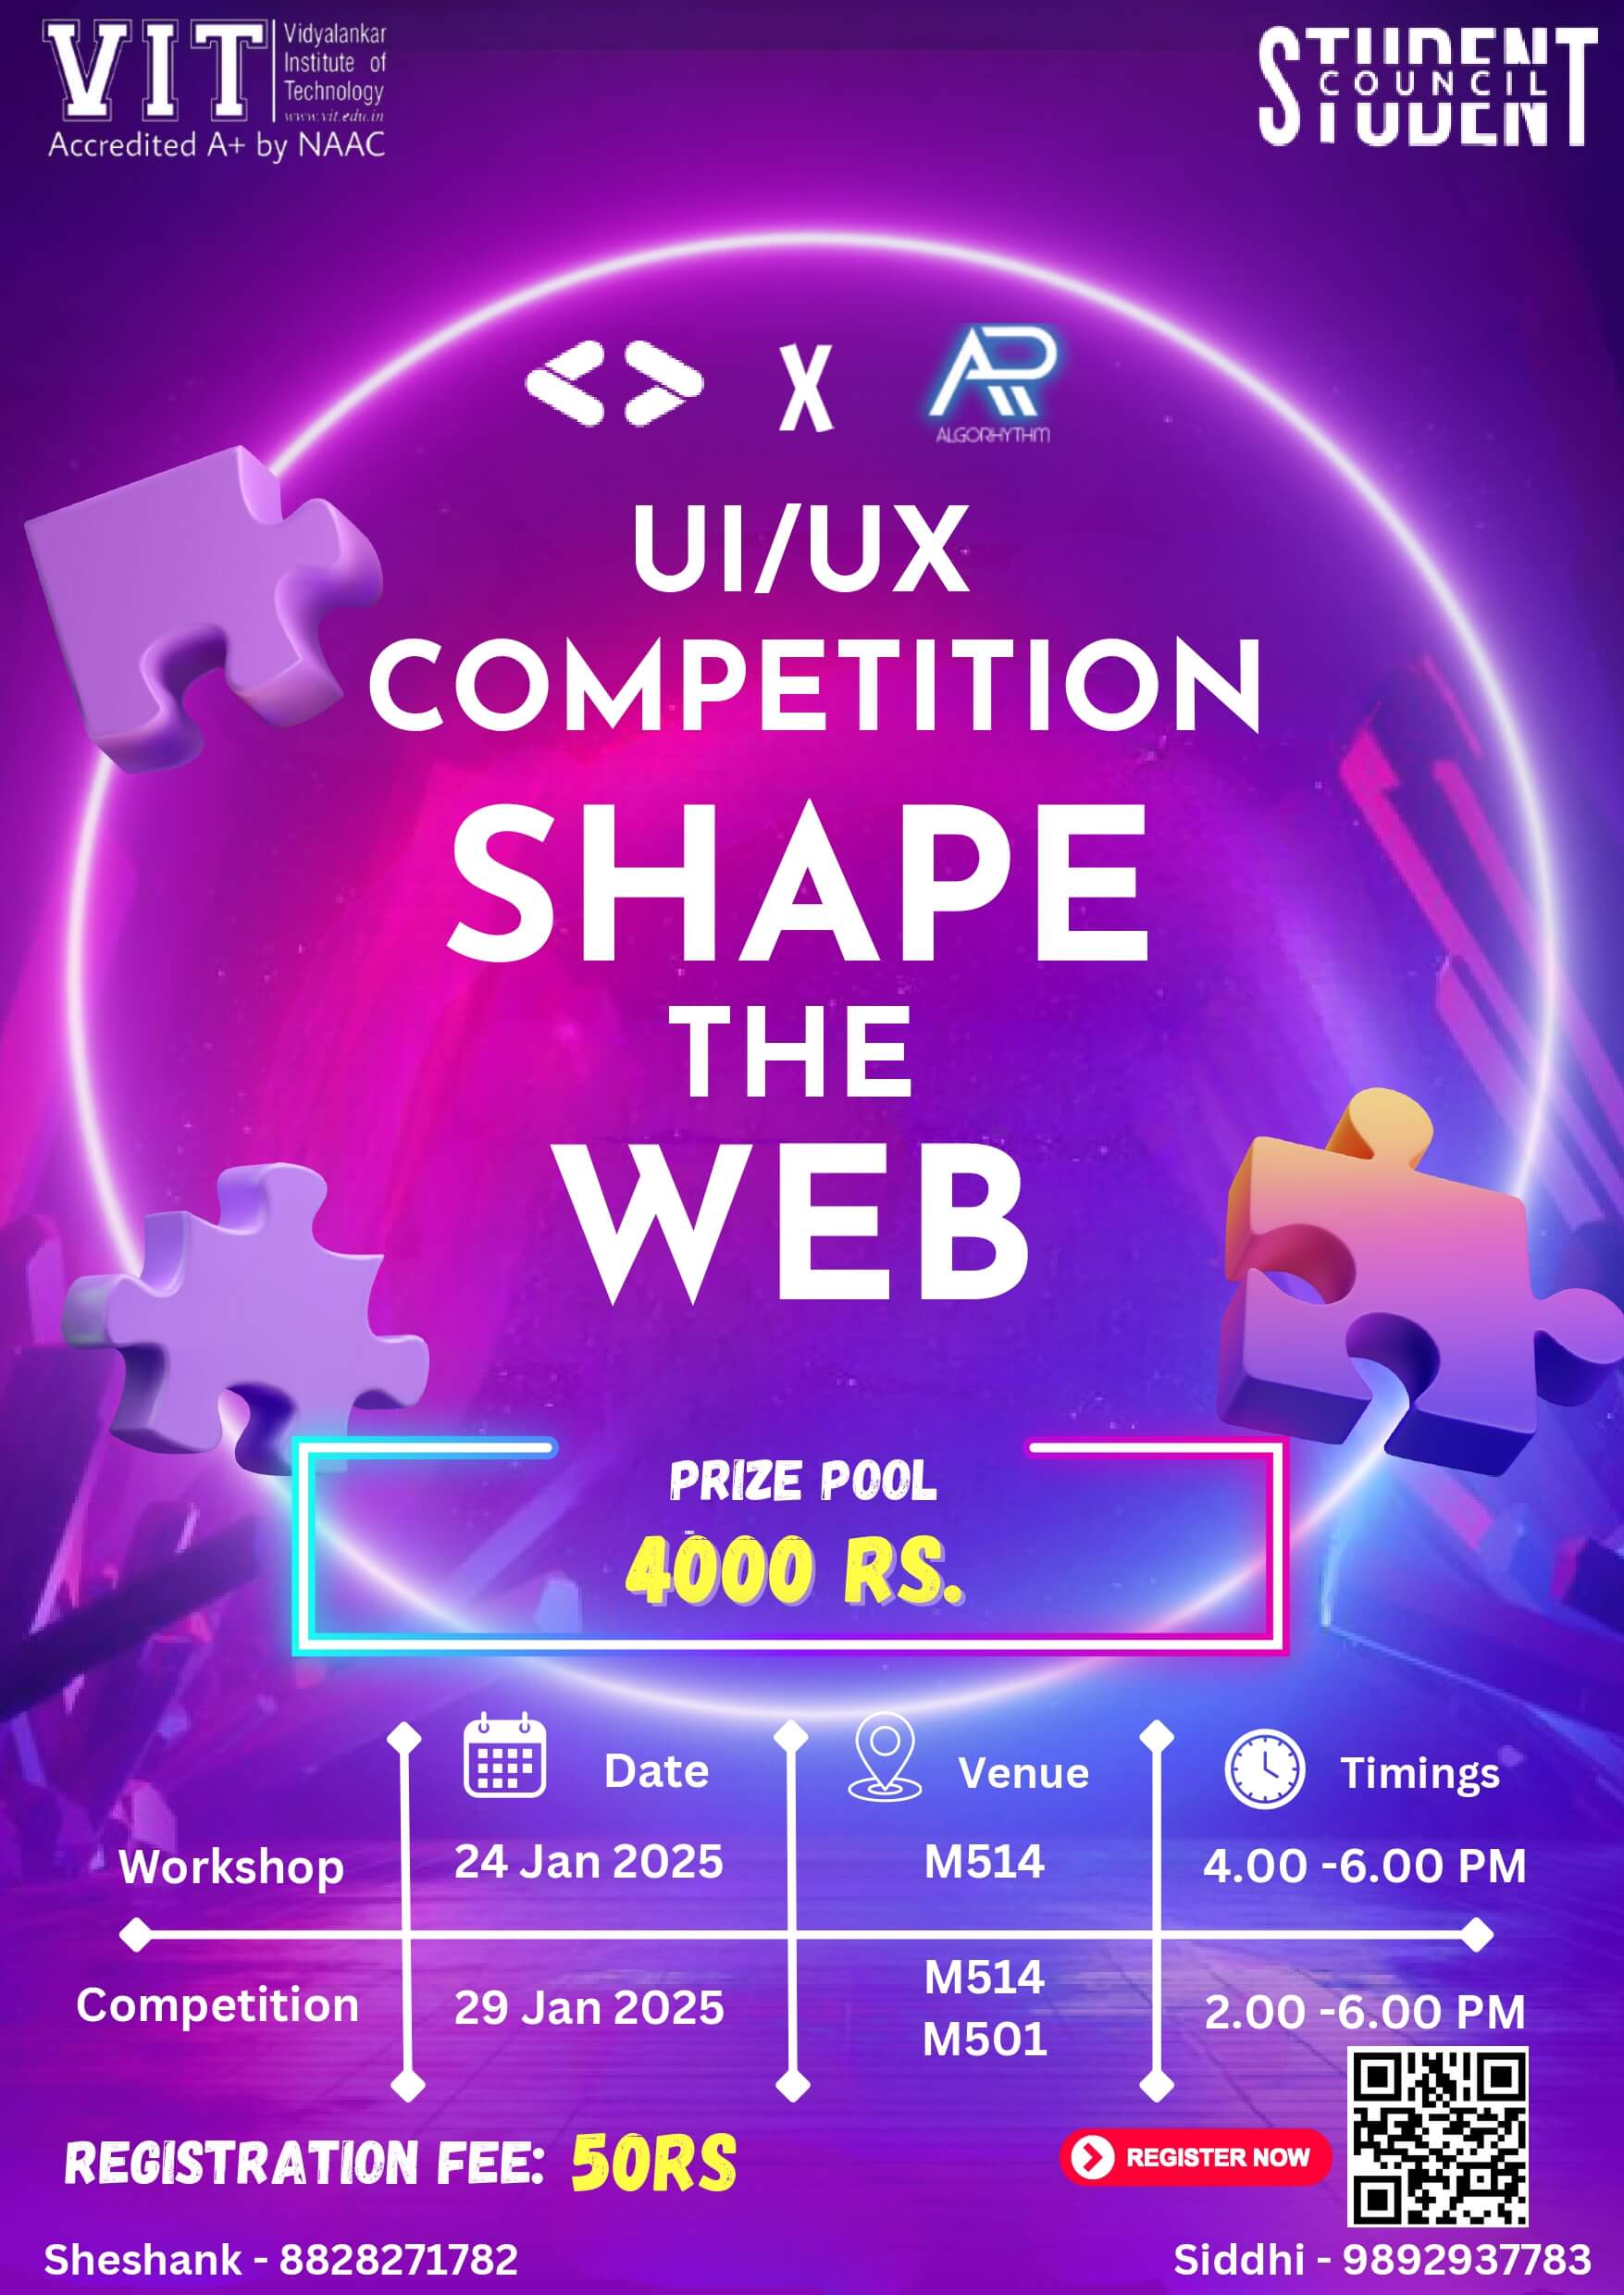 VIT
Vidyalankar
Institute of
Technology
www.vit.edu.in
Accredited A+ by NAAC
STUDENT
COUNCIL
X
AR
ALGORHYTHM
UI/UX
COMPETITION
SHAPE
THE
WEB
PRIZE POOL
4000 RS.
Date
Venue
Timings
Workshop
24 Jan 2025
M514
4.00 -6.00 PM
Competition
29 Jan 2025
M514
M501
2.00 -6.00 PM
REGISTRATION FEE: 50RS
REGISTER NOW
Sheshank - 8828271782
Siddhi - 9892937783